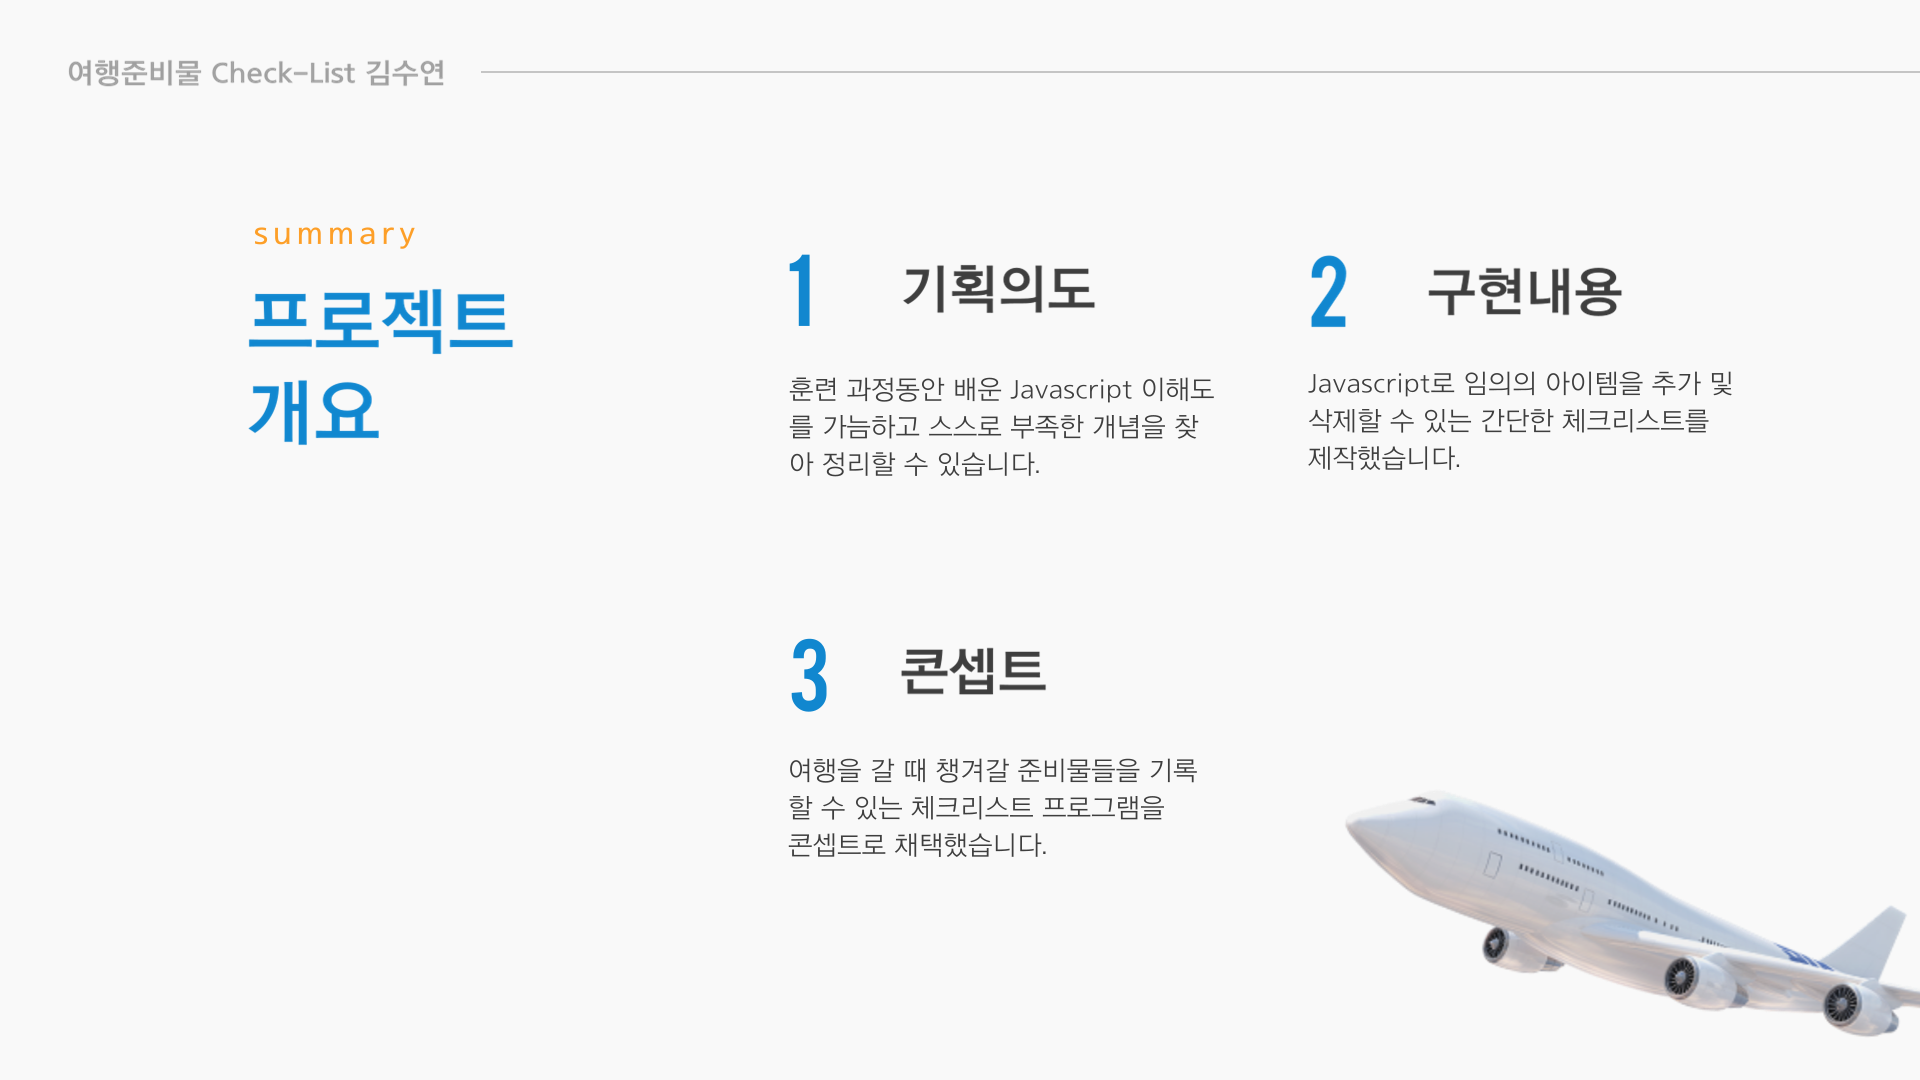 여행준비물 Check-List 김수연
summary
프로젝트
개요
1 기획의도
훈련 과정동안 배운 Javascript 이해도
를 가늠하고 스스로 부족한 개념을 찾
아 정리할 수 있습니다.
2 구현내용
Javascript로 임의의 아이템을 추가 및
삭제할 수 있는 간단한 체크리스트를
제작했습니다.
3 콘셉트
여행을 갈 때 챙겨갈 준비물들을 기록
할 수 있는 체크리스트 프로그램을
콘셉트로 채택했습니다.